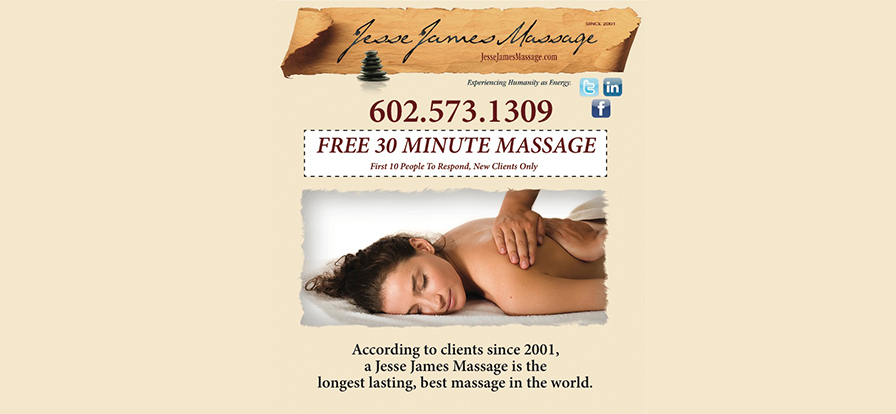 SINCE 2001
Jesse James Massage
JesseJamesMassage.com
Experiencing Humanity as Energy.
602.573.1309
FREE 30 MINUTE MASSAGE
First 10 People To Respond, New Clients Only
According to clients since 2001,
a Jesse James Massage is the
longest lasting, best massage in the world.